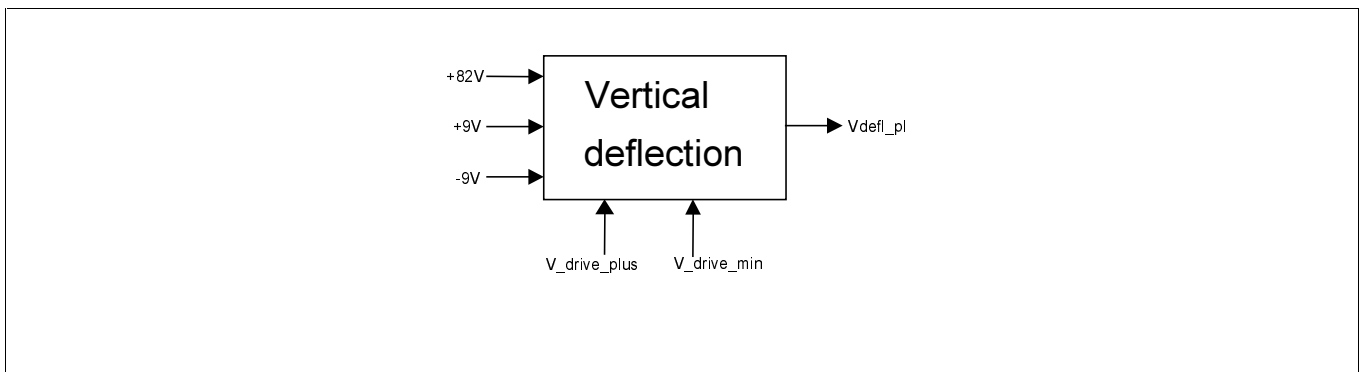 +82V
Vertical
+9V
Vdefl_pl
deflection
-9V
V_drive_plus
V_drive_min